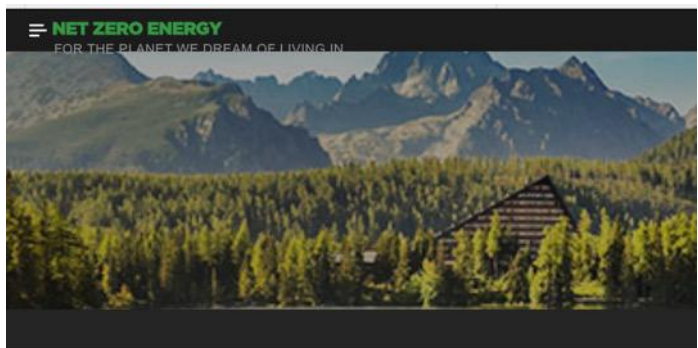 NET ZERO ENERGY
FOR THE PLANET WE DREAM OF LIVING IN